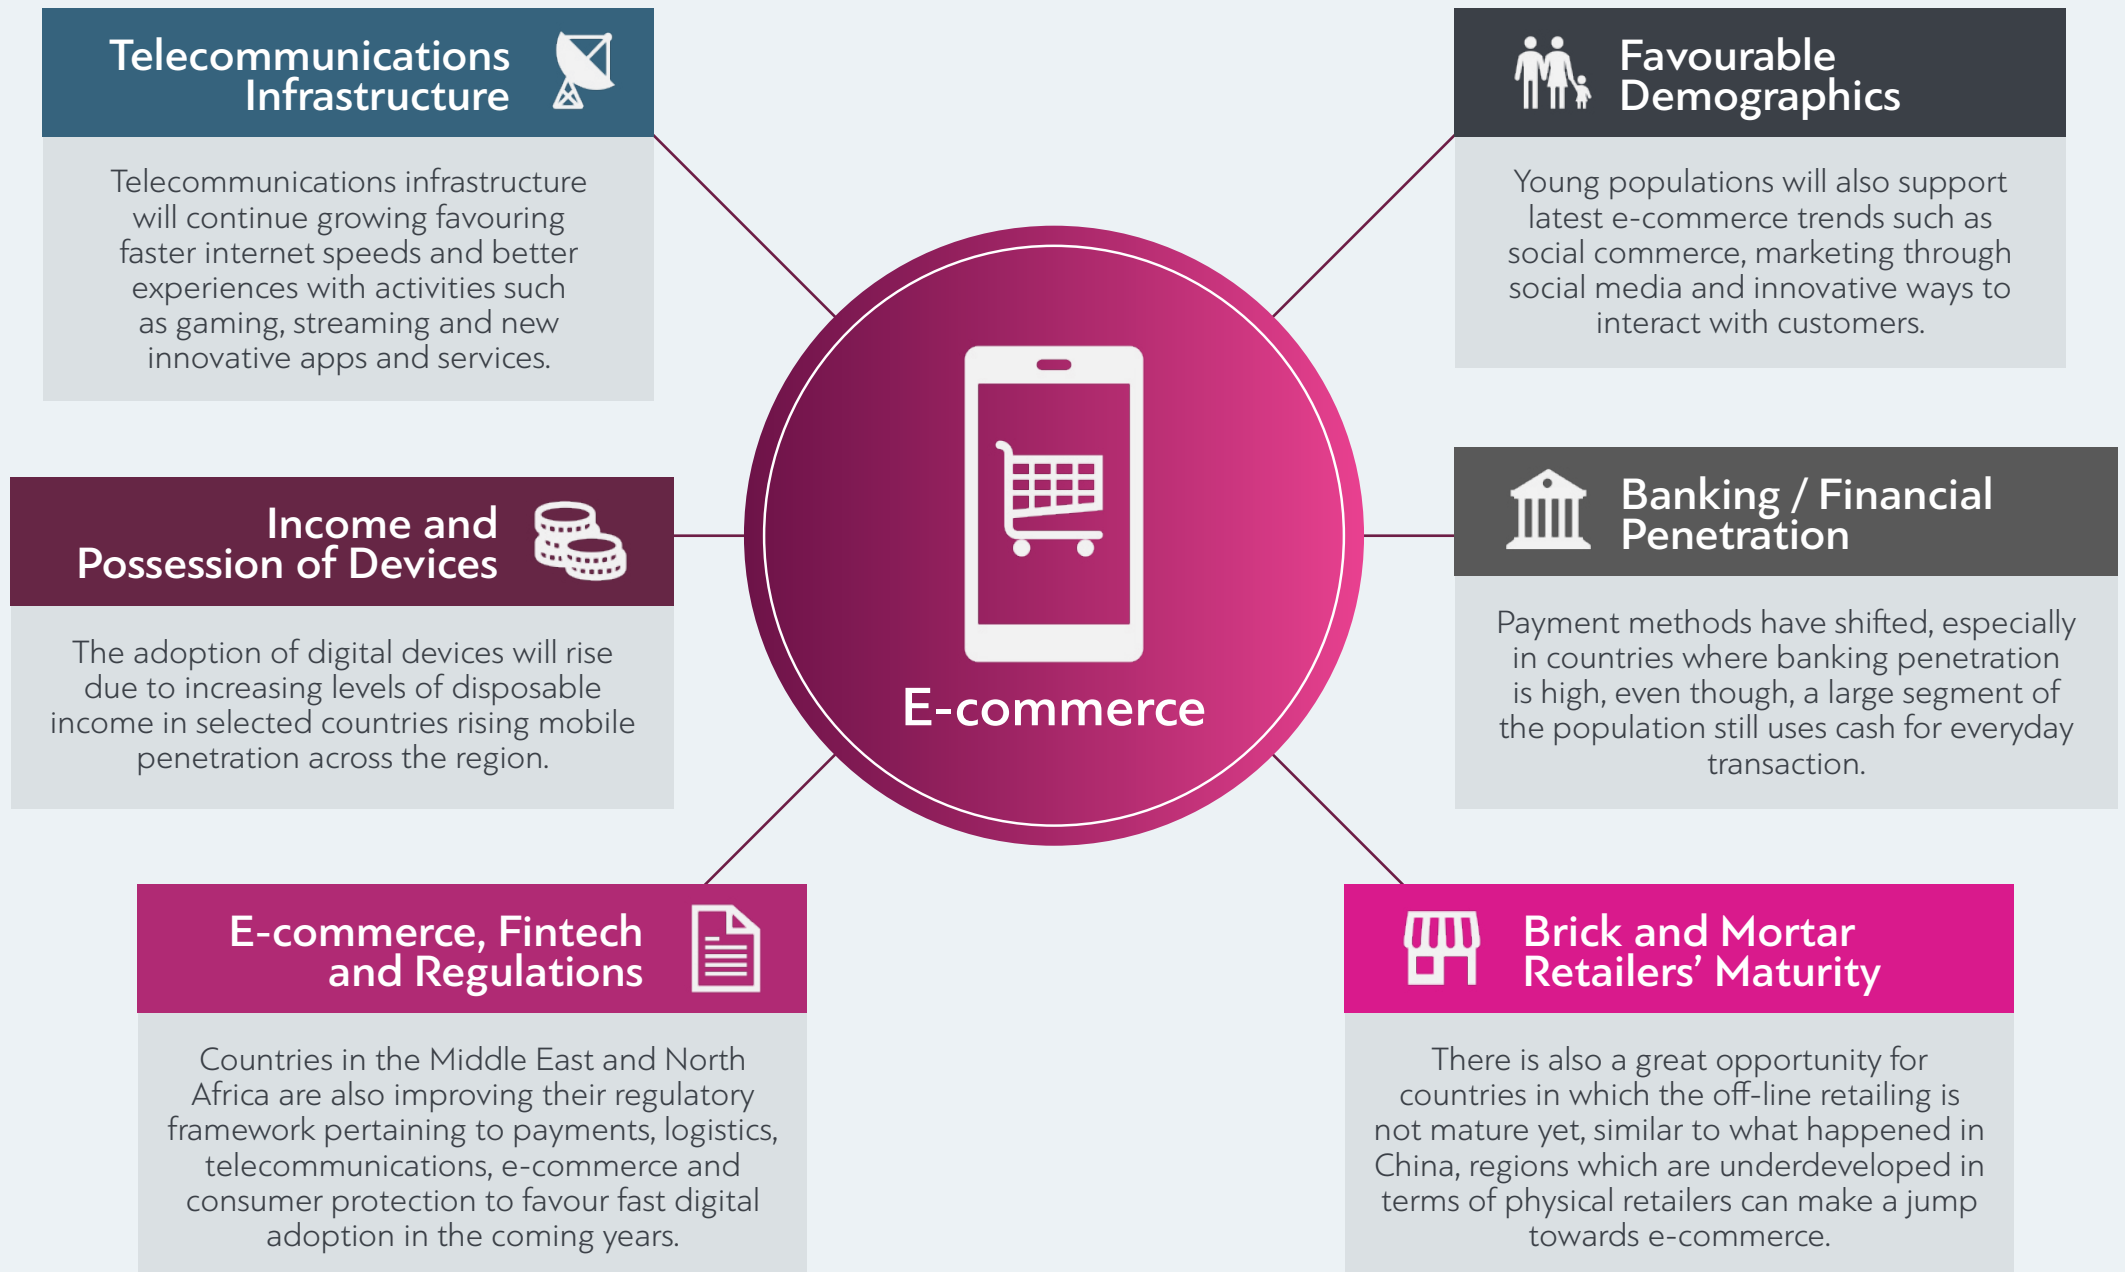 Telecommunications
Infrastructure
Telecommunications infrastructure
will continue growing favouring
faster internet speeds and better
experiences with activities such
as gaming, streaming and new
innovative apps and services.
Favourable
Demographics
Young populations will also support
latest e-commerce trends such as
social commerce, marketing through
social media and innovative ways to
interact with customers.
Income and
Possession of Devices
The adoption of digital devices will rise
due to increasing levels of disposable
income in selected countries rising mobile
penetration across the region.
E-commerce
Banking / Financial
Penetration
Payment methods have shifted, especially
in countries where banking penetration
is high, even though, a large segment of
the population still uses cash for everyday
transaction.
E-commerce, Fintech
and Regulations
Countries in the Middle East and North
Africa are also improving their regulatory
framework pertaining to payments, logistics,
telecommunications, e-commerce and
consumer protection to favour fast digital
adoption in the coming years.
Brick and Mortar
Retailers’ Maturity
There is also a great opportunity for
countries in which the off-line retailing is
not mature yet, similar to what happened in
China, regions which are underdeveloped in
terms of physical retailers can make a jump
towards e-commerce.